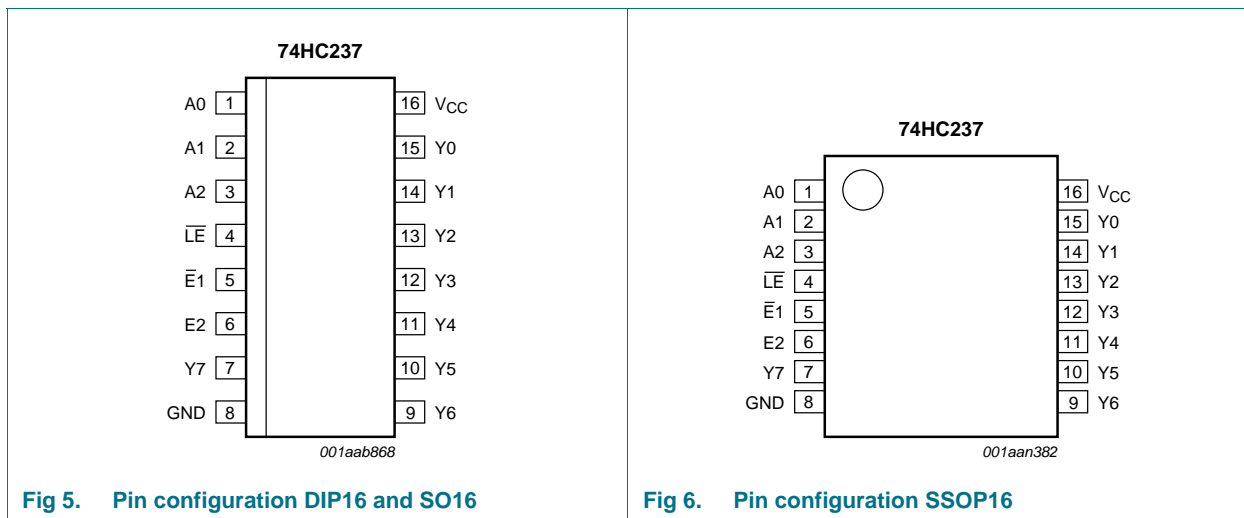 74HC237
A0 1 16 VCC
A1 2 15 Y0
A2 3 14 Y1
L̅E̅ 4 13 Y2
E̅1 5 12 Y3
E2 6 11 Y4
Y7 7 10 Y5
GND 8 9 Y6
001aab868
Fig 5. Pin configuration DIP16 and SO16
74HC237
A0 1 16 VCC
A1 2 15 Y0
A2 3 14 Y1
L̅E̅ 4 13 Y2
E̅1 5 12 Y3
E2 6 11 Y4
Y7 7 10 Y5
GND 8 9 Y6
001aan382
Fig 6. Pin configuration SSOP16